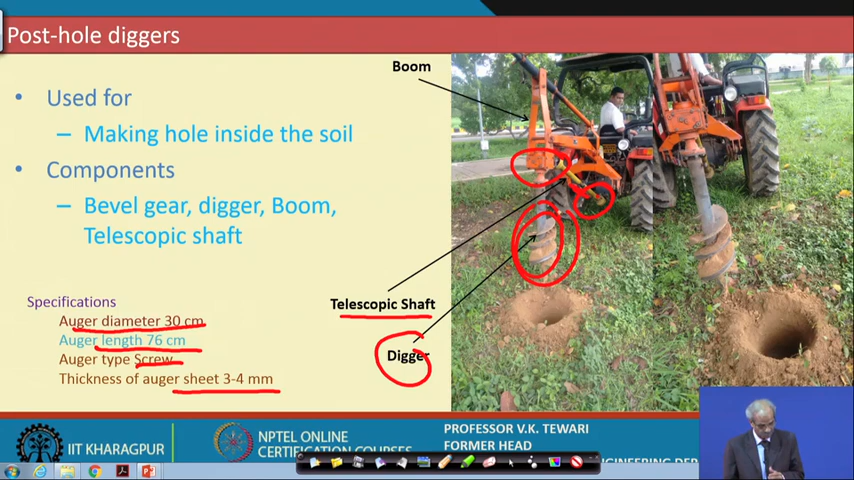 Post-hole diggers
• Used for
– Making hole inside the soil
• Components
– Bevel gear, digger, Boom,
Telescopic shaft
Specifications
Auger diameter 30 cm
Auger length 76 cm
Auger type Screw
Thickness of auger sheet 3-4 mm
Boom
Telescopic Shaft
Digger
IIT KHARAGPUR
NPTEL ONLINE
CERTIFICATION COURSES
PROFESSOR V.K. TEWARI
FORMER HEAD